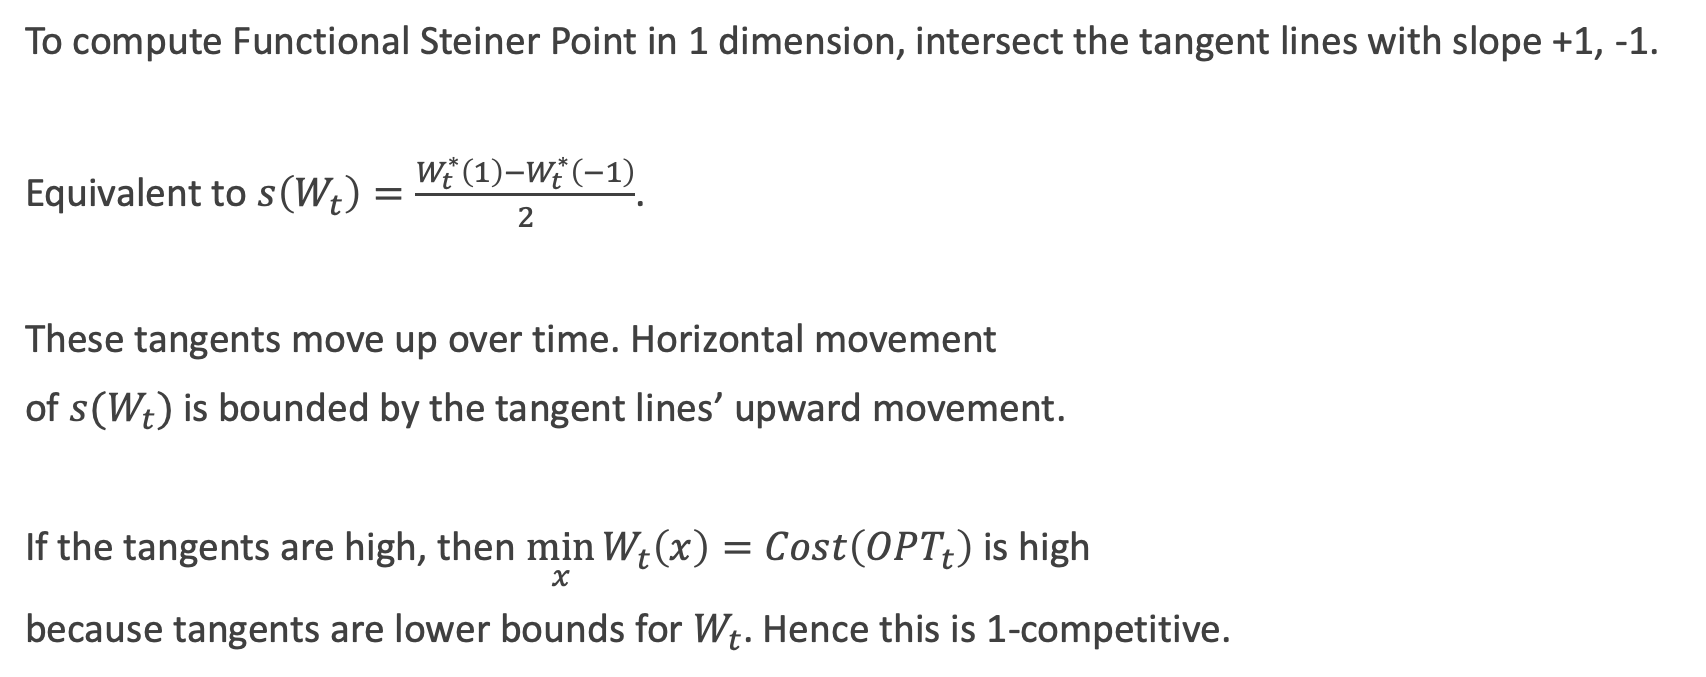 To compute Functional Steiner Point in 1 dimension, intersect the tangent lines with slope +1, -1.
Equivalent to $s(W_t) = \frac{W_t^*(1)-W_t^*(-1)}{2}$.
These tangents move up over time. Horizontal movement
of $s(W_t)$ is bounded by the tangent lines’ upward movement.
If the tangents are high, then $\min_x W_t(x) = Cost(OPT_t)$ is high
because tangents are lower bounds for $W_t$. Hence this is 1-competitive.